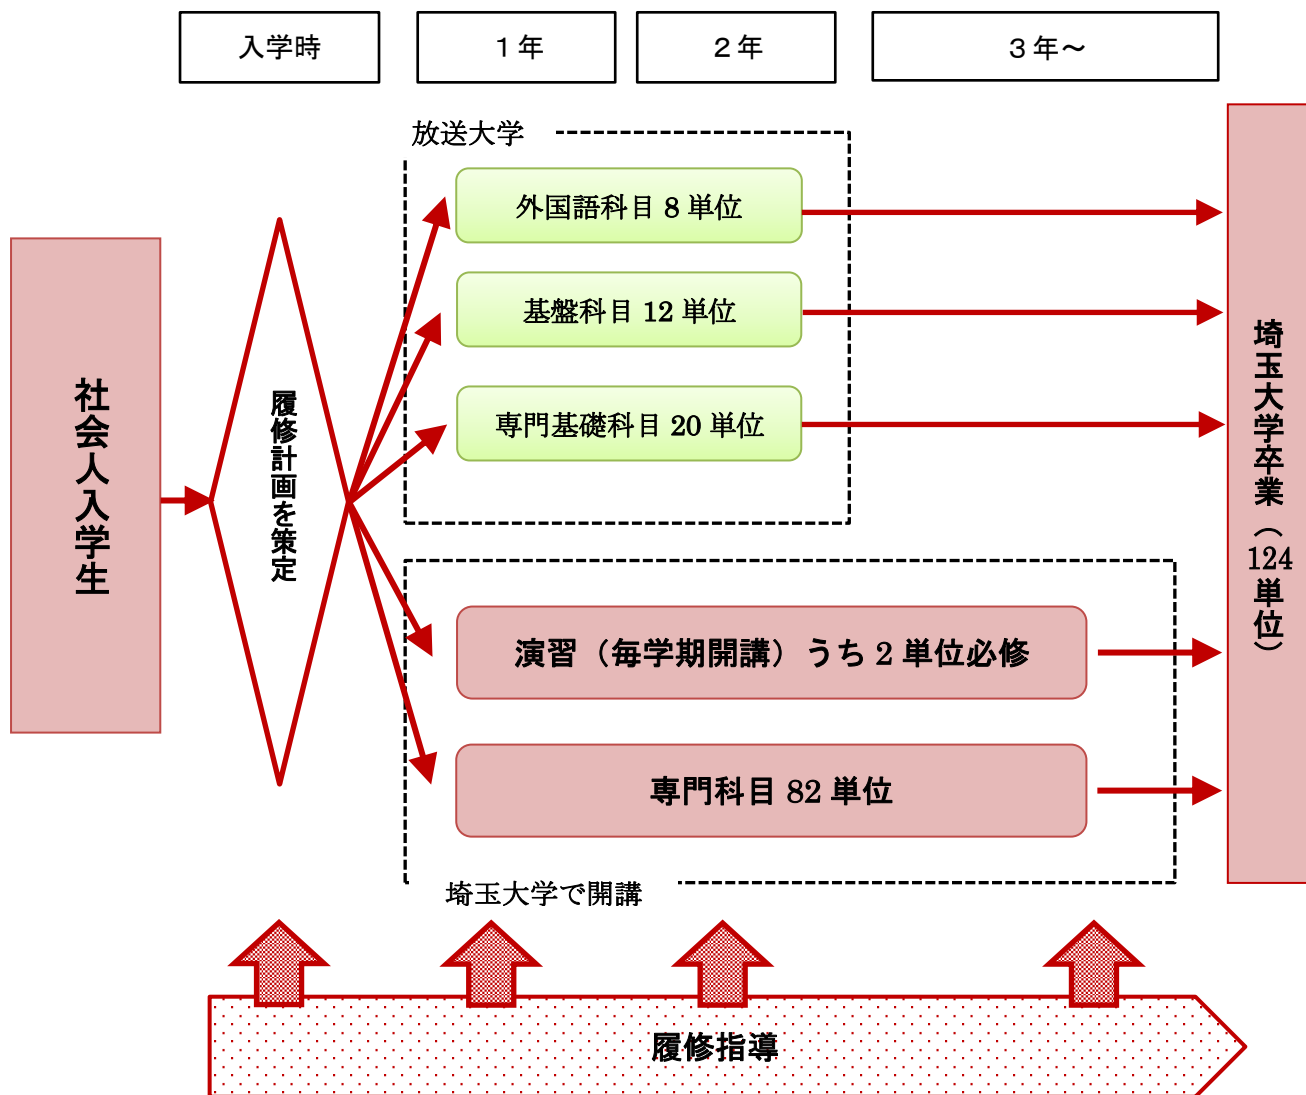 入学時
１年
２年
３年～
放送大学
外国語科目 8 単位
基盤科目 12 単位
専門基礎科目 20 単位
社会人入学生
履修計画を策定
演習（毎学期開講）うち 2 単位必修
専門科目 82 単位
埼玉大学で開講
埼玉大学卒業（124単位）
履修指導